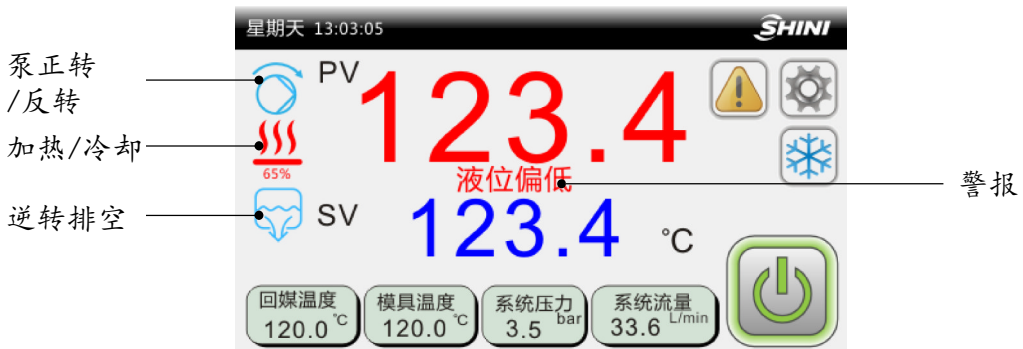 星期天 13:03:05
SHINI
泵正转
/反转
PV
123.4
加热/冷却
65%
液位偏低
警报
逆转排空
SV
123.4
°C
回媒温度
120.0 °C
模具温度
120.0 °C
系统压力
3.5 bar
系统流量
33.6 L/min